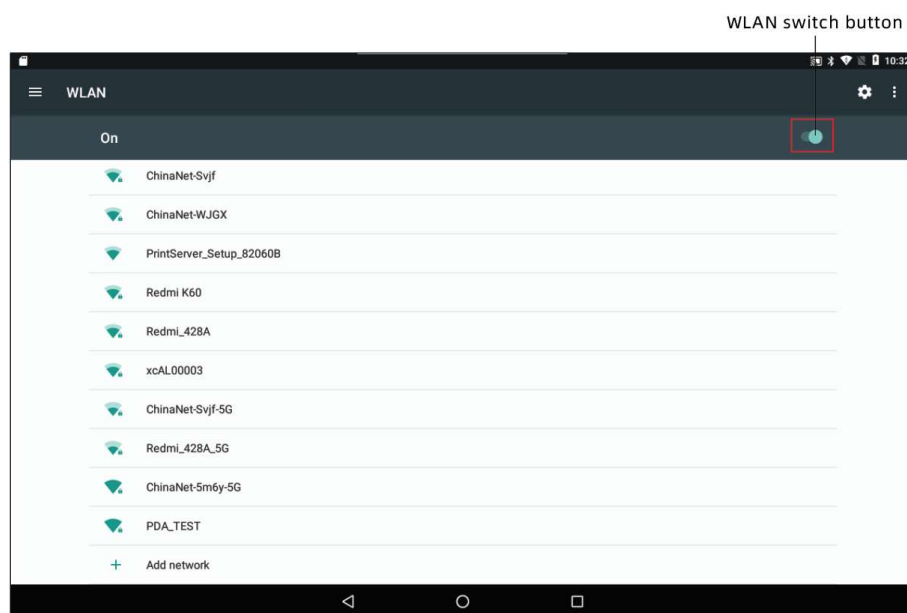 WLAN switch button
10:32
WLAN
On
ChinaNet-Svjf
ChinaNet-WJGX
PrintServer_Setup_82060B
Redmi K60
Redmi_428A
xcAL00003
ChinaNet-Svjf-5G
Redmi_428A_5G
ChinaNet-5m6y-5G
PDA_TEST
Add network